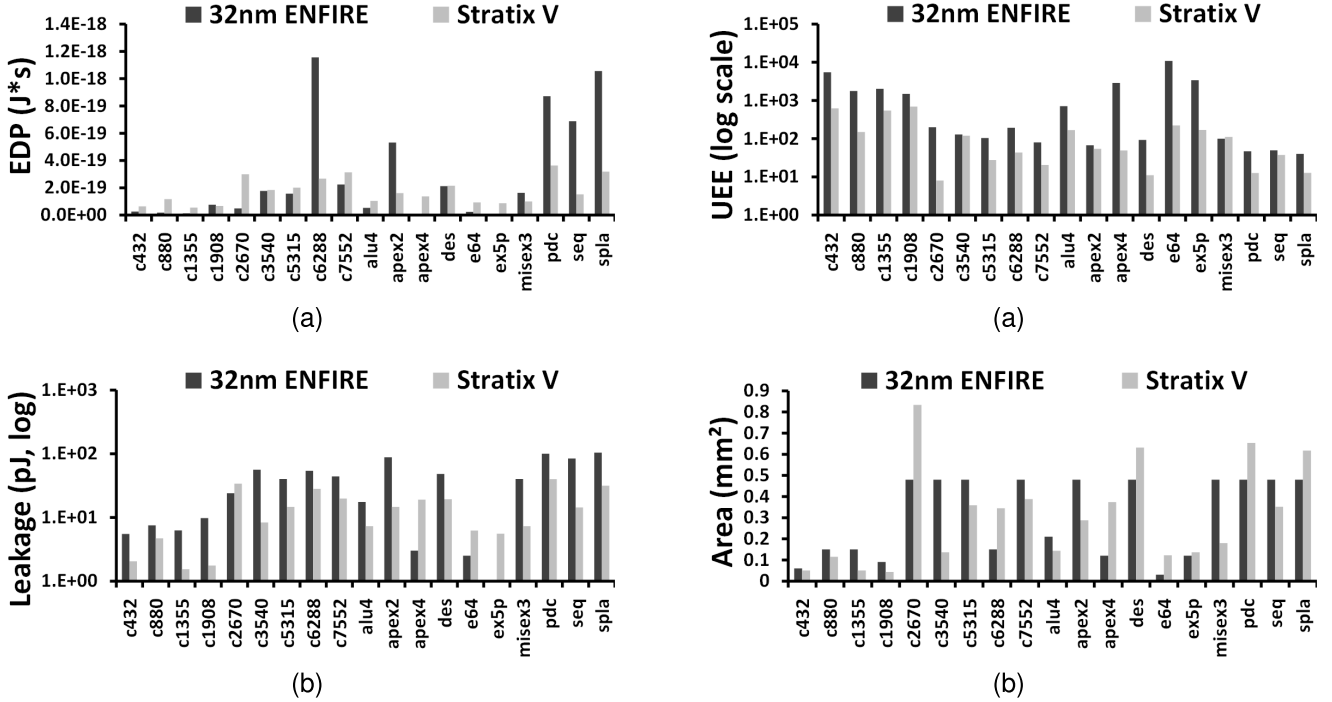 32nm ENFIRE Stratix V
EDP (J*s)
1.4E-18
1.2E-18
1.0E-18
8.0E-19
6.0E-19
4.0E-19
2.0E-19
0.0E+00
c432 c880 c1355 c1908 c2670 c3540 c5315 c6288 c7552 alu4 apex2 apex4 des e64 ex5p misex3 pdc seq spla
(a)
32nm ENFIRE Stratix V
UEE (log scale)
1.E+05
1.E+04
1.E+03
1.E+02
1.E+01
1.E+00
c432 c880 c1355 c1908 c2670 c3540 c5315 c6288 c7552 alu4 apex2 apex4 des e64 ex5p misex3 pdc seq spla
(a)
32nm ENFIRE Stratix V
Leakage (pJ, log)
1.E+03
1.E+02
1.E+01
1.E+00
c432 c880 c1355 c1908 c2670 c3540 c5315 c6288 c7552 alu4 apex2 apex4 des e64 ex5p misex3 pdc seq spla
(b)
32nm ENFIRE Stratix V
Area (mm²)
0.9
0.8
0.7
0.6
0.5
0.4
0.3
0.2
0.1
0
c432 c880 c1355 c1908 c2670 c3540 c5315 c6288 c7552 alu4 apex2 apex4 des e64 ex5p misex3 pdc seq spla
(b)